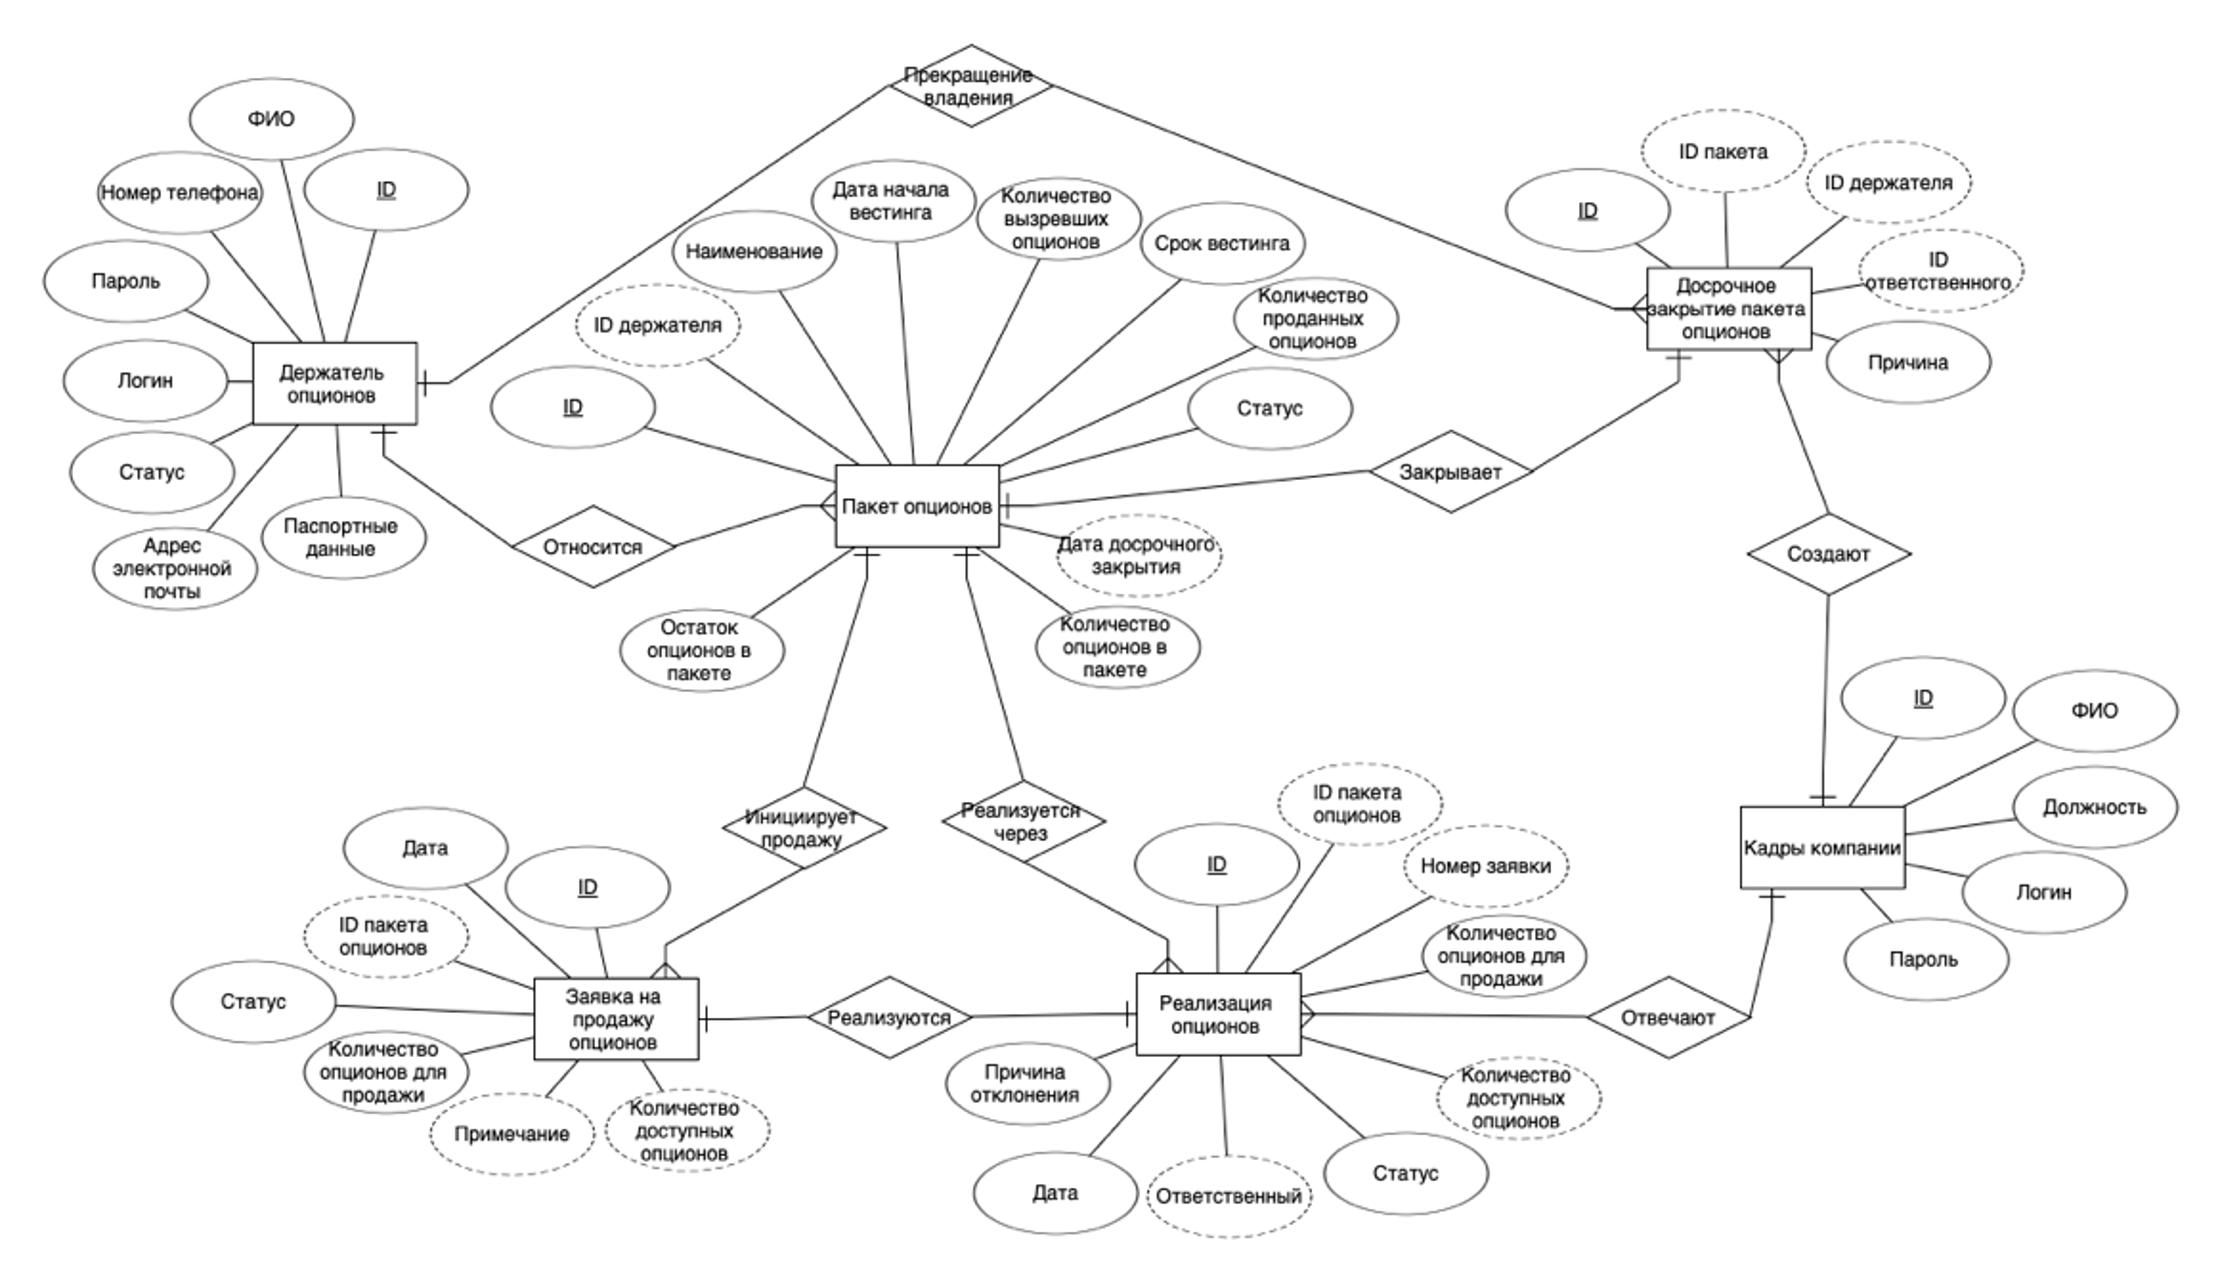 Прекращение
владения
ФИО
Номер телефона
ID
Пароль
Логин
Статус
Адрес
электронной
почты
Паспортные
данные
Держатель
опционов
Относится
ID
ID держателя
Наименование
Дата начала
вестинга
Количество
вызревших
опционов
Срок вестинга
Количество
проданных
опционов
Статус
Пакет опционов
Дата досрочного
закрытия
Остаток
опционов в
пакете
Количество
опционов в
пакете
Закрывает
ID
ID пакета
ID держателя
ID
ответственного
Причина
Досрочное
закрытие пакета
опционов
Создают
ID
ФИО
Должность
Логин
Пароль
Кадры компании
Инициирует
продажу
Реализуется
через
Дата
ID
ID пакета
опционов
Статус
Количество
опционов для
продажи
Примечание
Количество
доступных
опционов
Заявка на
продажу
опционов
Реализуются
ID
ID пакета
опционов
Номер заявки
Количество
опционов для
продажи
Реализация
опционов
Отвечают
Причина
отклонения
Количество
доступных
опционов
Дата
Ответственный
Статус